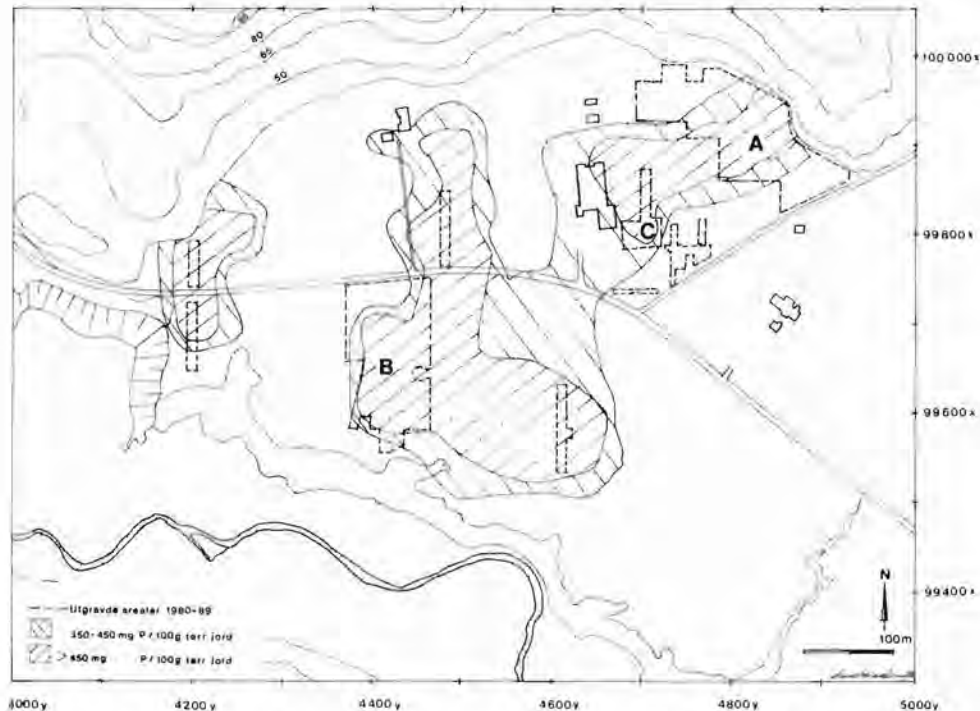 80
65
50
100 000x
A
C
99800x
B
99600x
N
99400x
100m
Utgravde arealer 1980-89
350-450 mg P/100g tørr jord
>450 mg P/100g tørr jord
4000y 4200y 4400y 4600y 4800y 5000y